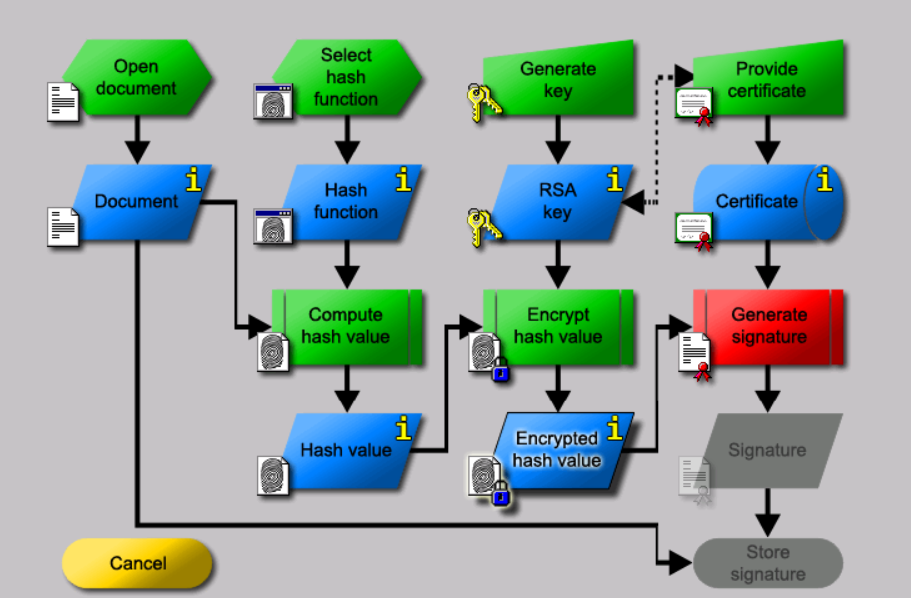 Open
document
Select
hash
function
Generate
key
Provide
certificate
Document
i
Hash
function
i
RSA
key
i
Certificate
i
Compute
hash value
Encrypt
hash value
Generate
signature
Hash value
i
Encrypted
hash value
i
Signature
Cancel
Store
signature